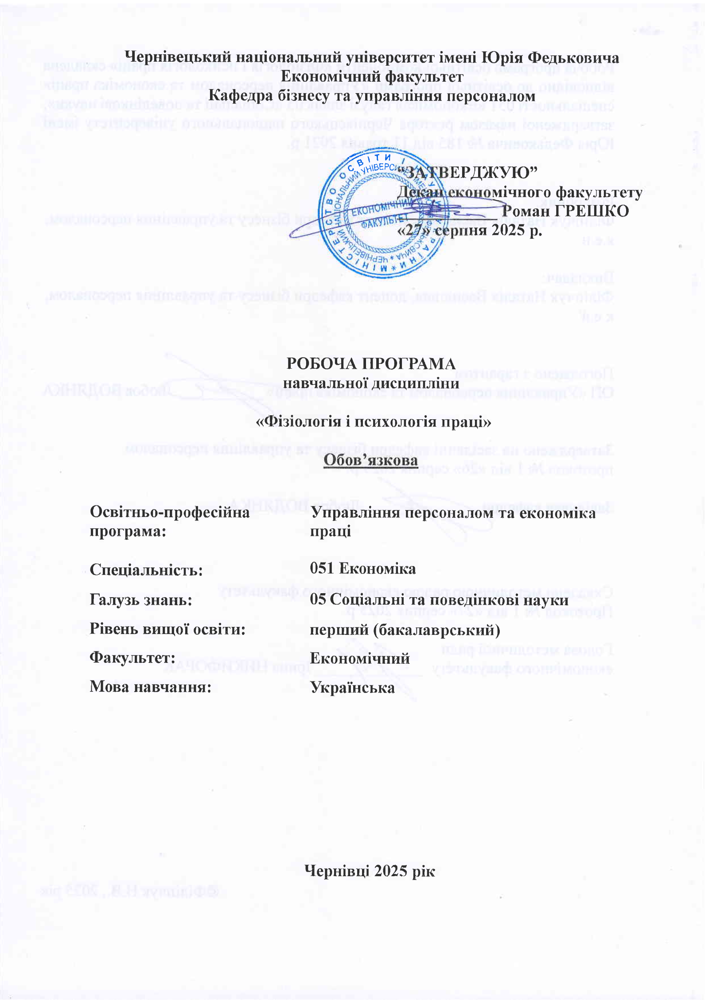 Чернівецький національний університет імені Юрія Федьковича
Економічний факультет
Кафедра бізнесу та управління персоналом
“ЗАТВЕРДЖУЮ”
Декан економічного факультету
Роман ГРЕШКО
«27» серпня 2025 р.
МІНІСТЕРСТВО ОСВІТИ І НАУКИ УКРАЇНИ *
ЧЕРНІВЕЦЬКИЙ НАЦІОНАЛЬНИЙ УНІВЕРСИТЕТ ІМЕНІ ФЕДЬКОВИЧА *
ЕКОНОМІЧНИЙ
ФАКУЛЬТЕТ
РОБОЧА ПРОГРАМА
навчальної дисципліни
«Фізіологія і психологія праці»
Обов’язкова
Освітньо-професійна Управління персоналом та економіка
програма: праці
Спеціальність: 051 Економіка
Галузь знань: 05 Соціальні та поведінкові науки
Рівень вищої освіти: перший (бакалаврський)
Факультет: Економічний
Мова навчання: Українська
Чернівці 2025 рік